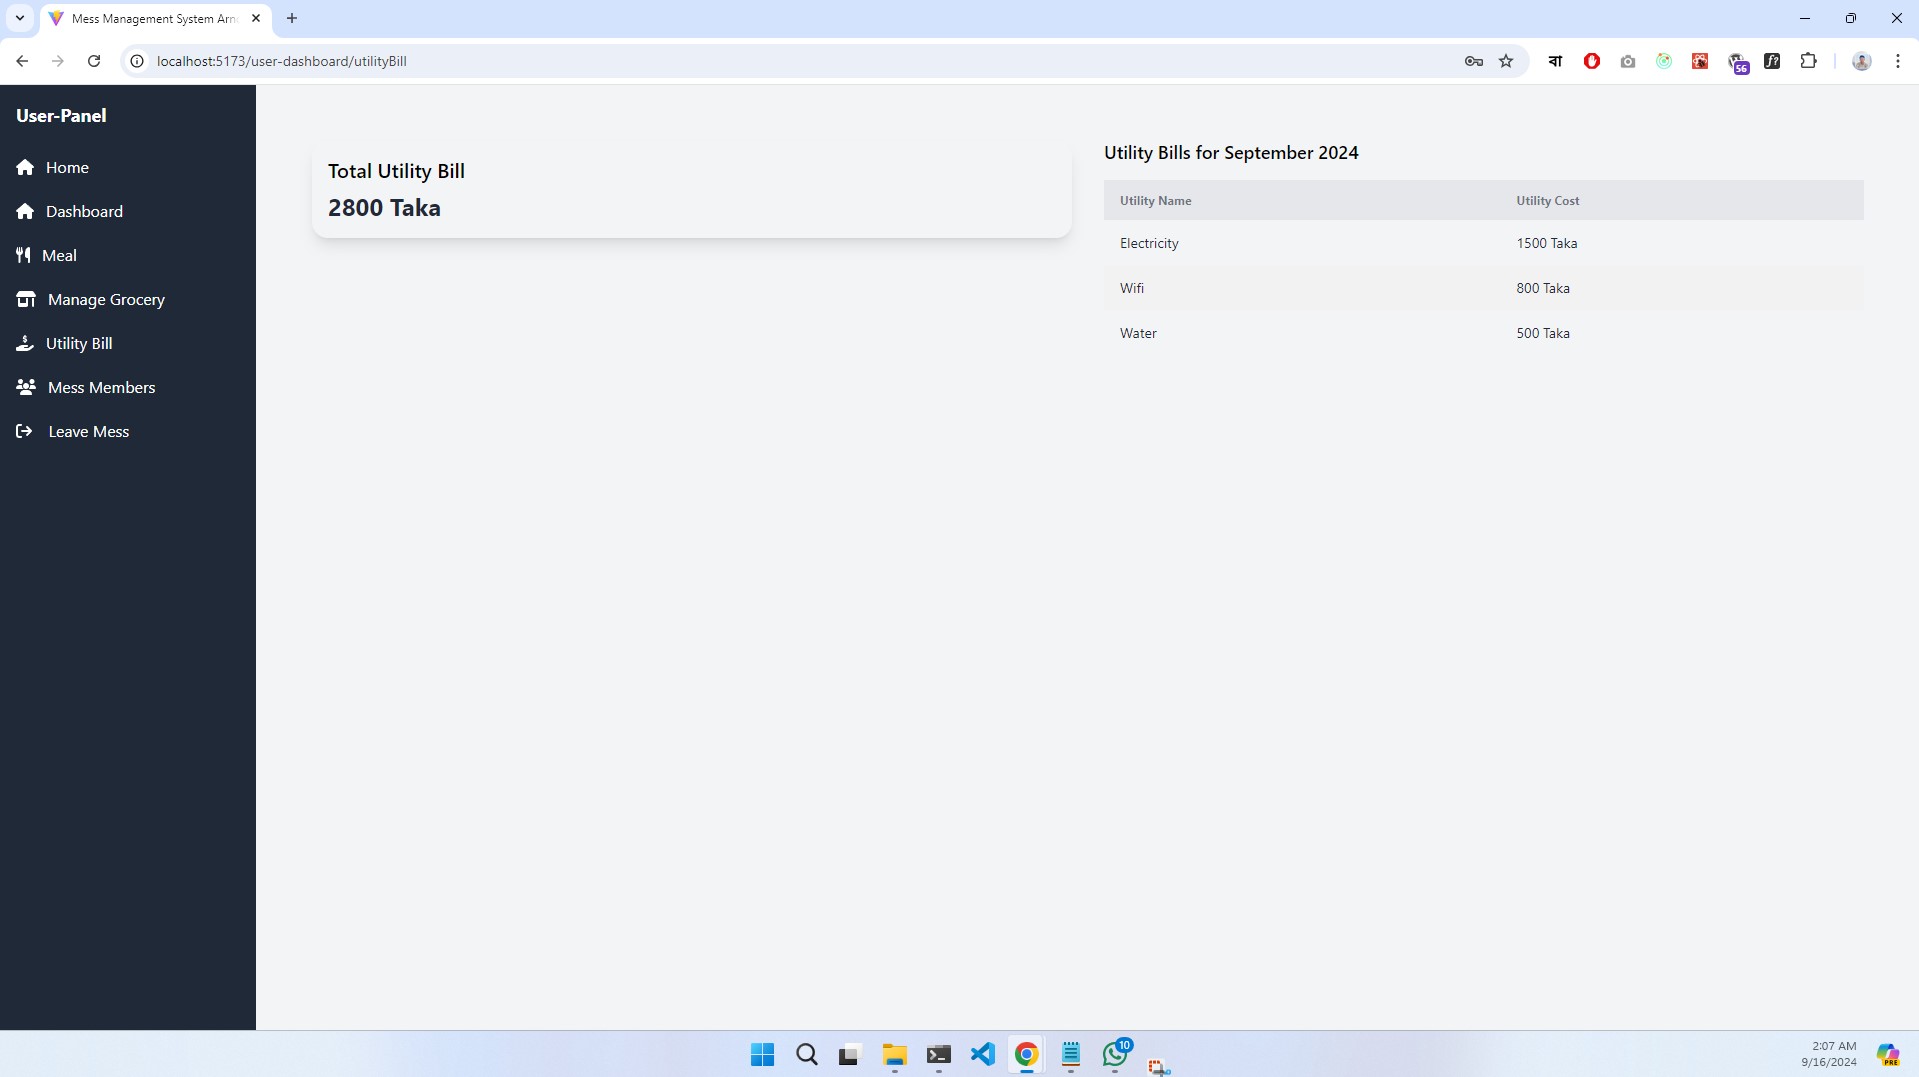 Mess Management System Arn
localhost:5173/user-dashboard/utilityBill
বা
56
f?
User-Panel
Home
Dashboard
Meal
Manage Grocery
Utility Bill
Mess Members
Leave Mess
Total Utility Bill
2800 Taka
Utility Bills for September 2024
Utility Name Utility Cost
Electricity 1500 Taka
Wifi 800 Taka
Water 500 Taka
10
2:07 AM
9/16/2024
PRE